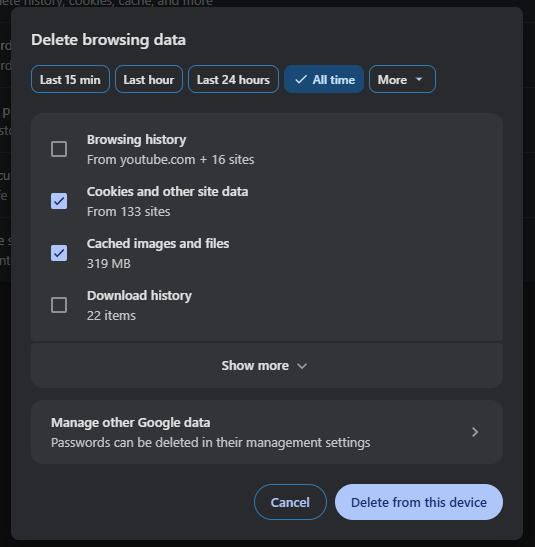 lete history, cookies, cache, and more
Delete browsing data
Last 15 min
Last hour
Last 24 hours
All time
More
Browsing history
From youtube.com + 16 sites
Cookies and other site data
From 133 sites
Cached images and files
319 MB
Download history
22 items
Show more
Manage other Google data
Passwords can be deleted in their management settings
Cancel
Delete from this device